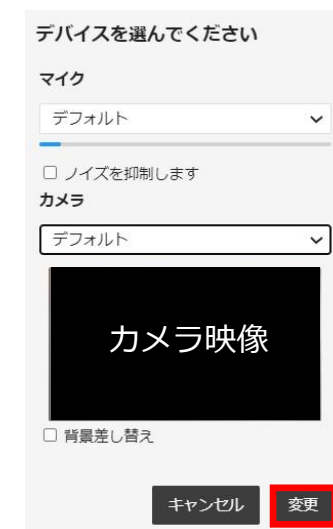 デバイスを選んでください
マイク
デフォルト
ノイズを抑制します
カメラ
デフォルト
カメラ映像
背景差し替え
キャンセル 変更